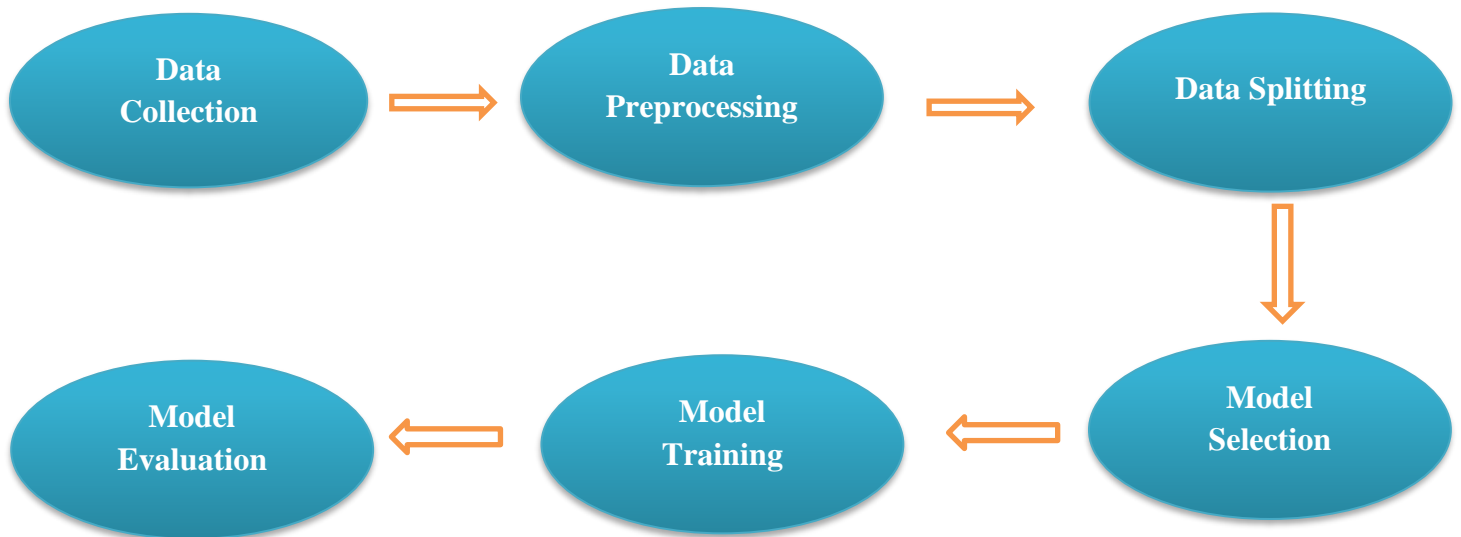 Data
Collection
Data
Preprocessing
Data Splitting
Model
Selection
Model
Training
Model
Evaluation